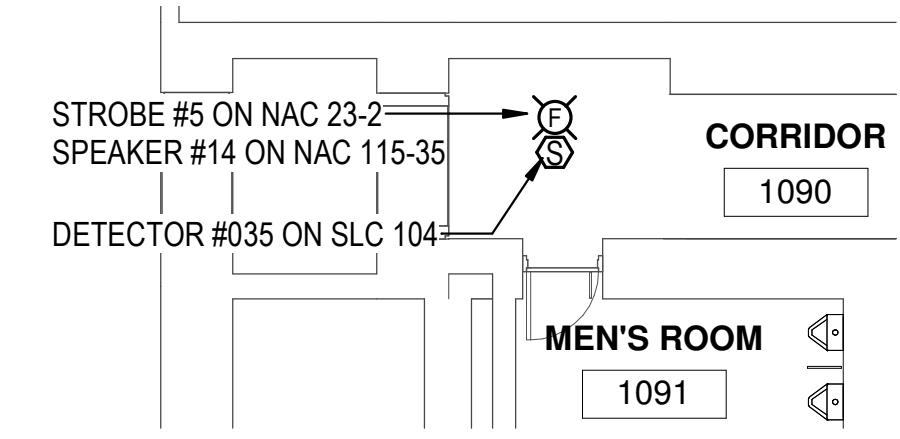 STROBE #5 ON NAC 23-2
SPEAKER #14 ON NAC 115-35
F
S
CORRIDOR
1090
DETECTOR #035 ON SLC 104
MEN'S ROOM
1091